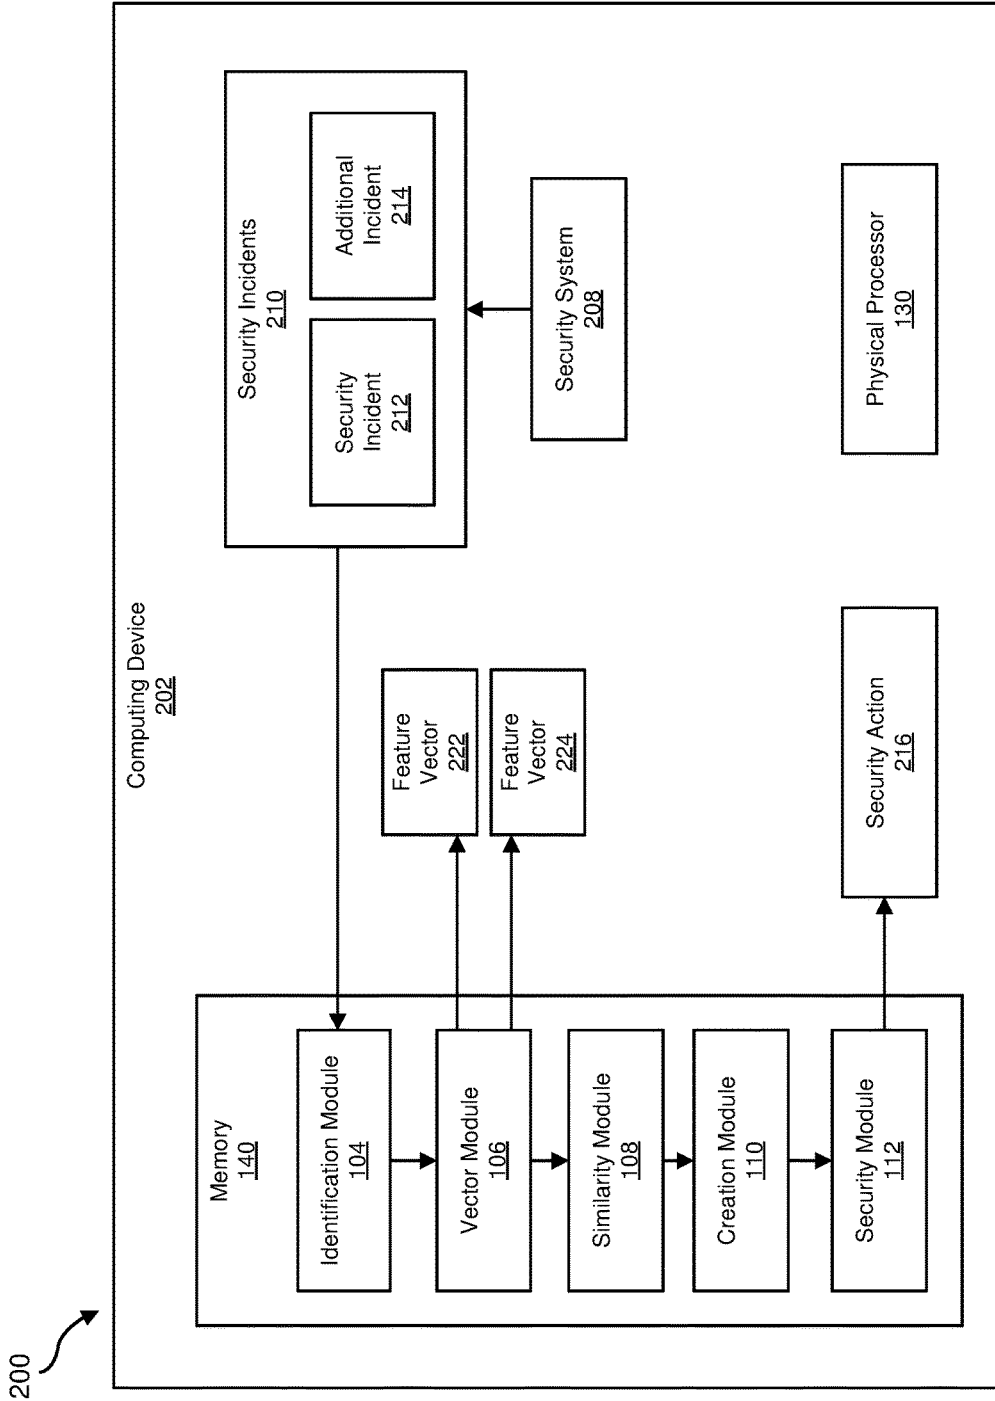 200
Computing Device
202
Memory
140
Identification Module
104
Vector Module
106
Similarity Module
108
Creation Module
110
Security Module
112
Feature
Vector
222
Feature
Vector
224
Security Action
216
Security Incidents
210
Security
Incident
212
Additional
Incident
214
Security System
208
Physical Processor
130